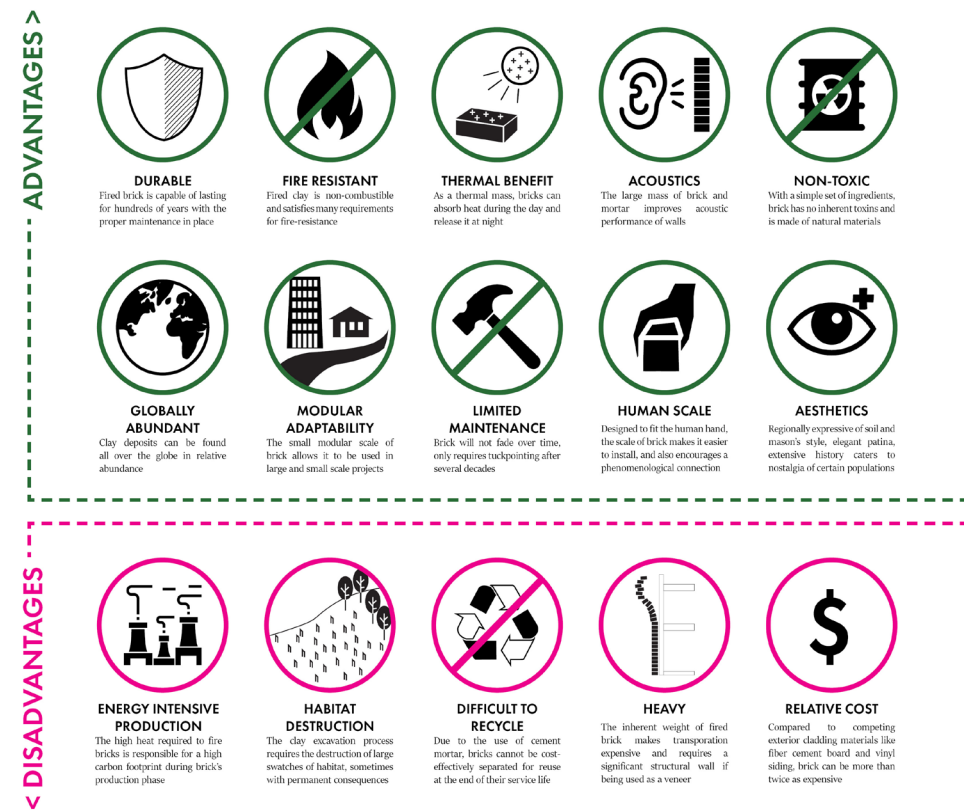 < ADVANTAGES >
DURABLE
Fired brick is capable of lasting
for hundreds of years with the
proper maintenance in place
FIRE RESISTANT
Fired clay is non-combustible
and satisfies many requirements
for fire-resistance
THERMAL BENEFIT
As a thermal mass, bricks can
absorb heat during the day and
release it at night
ACOUSTICS
The large mass of brick and
mortar improves acoustic
performance of walls
NON-TOXIC
With a simple set of ingredients,
brick has no inherent toxins and
is made of natural materials
GLOBALLY
ABUNDANT
Clay deposits can be found
all over the globe in relative
abundance
MODULAR
ADAPTABILITY
The small modular scale of
brick allows it to be used in
large and small scale projects
LIMITED
MAINTENANCE
Brick will not fade over time,
only requires tuckpointing after
several decades
HUMAN SCALE
Designed to fit the human hand,
the scale of brick makes it easier
to install, and also encourages a
phenomenological connection
AESTHETICS
Regionally expressive of soil and
mason's style, elegant patina,
extensive history caters to
nostalgia of certain populations
< DISADVANTAGES
ENERGY INTENSIVE
PRODUCTION
The high heat required to fire
bricks is responsible for a high
carbon footprint during brick's
production phase
HABITAT
DESTRUCTION
The clay excavation process
requires the destruction of large
swatches of habitat, sometimes
with permanent consequences
DIFFICULT TO
RECYCLE
Due to the use of cement
mortar, bricks cannot be cost-
effectively separated for reuse
at the end of their service life
HEAVY
The inherent weight of fired
brick makes transporation
expensive and requires a
significant structural wall if
being used as a veneer
RELATIVE COST
Compared to competing
exterior cladding materials like
fiber cement board and vinyl
siding, brick can be more than
twice as expensive